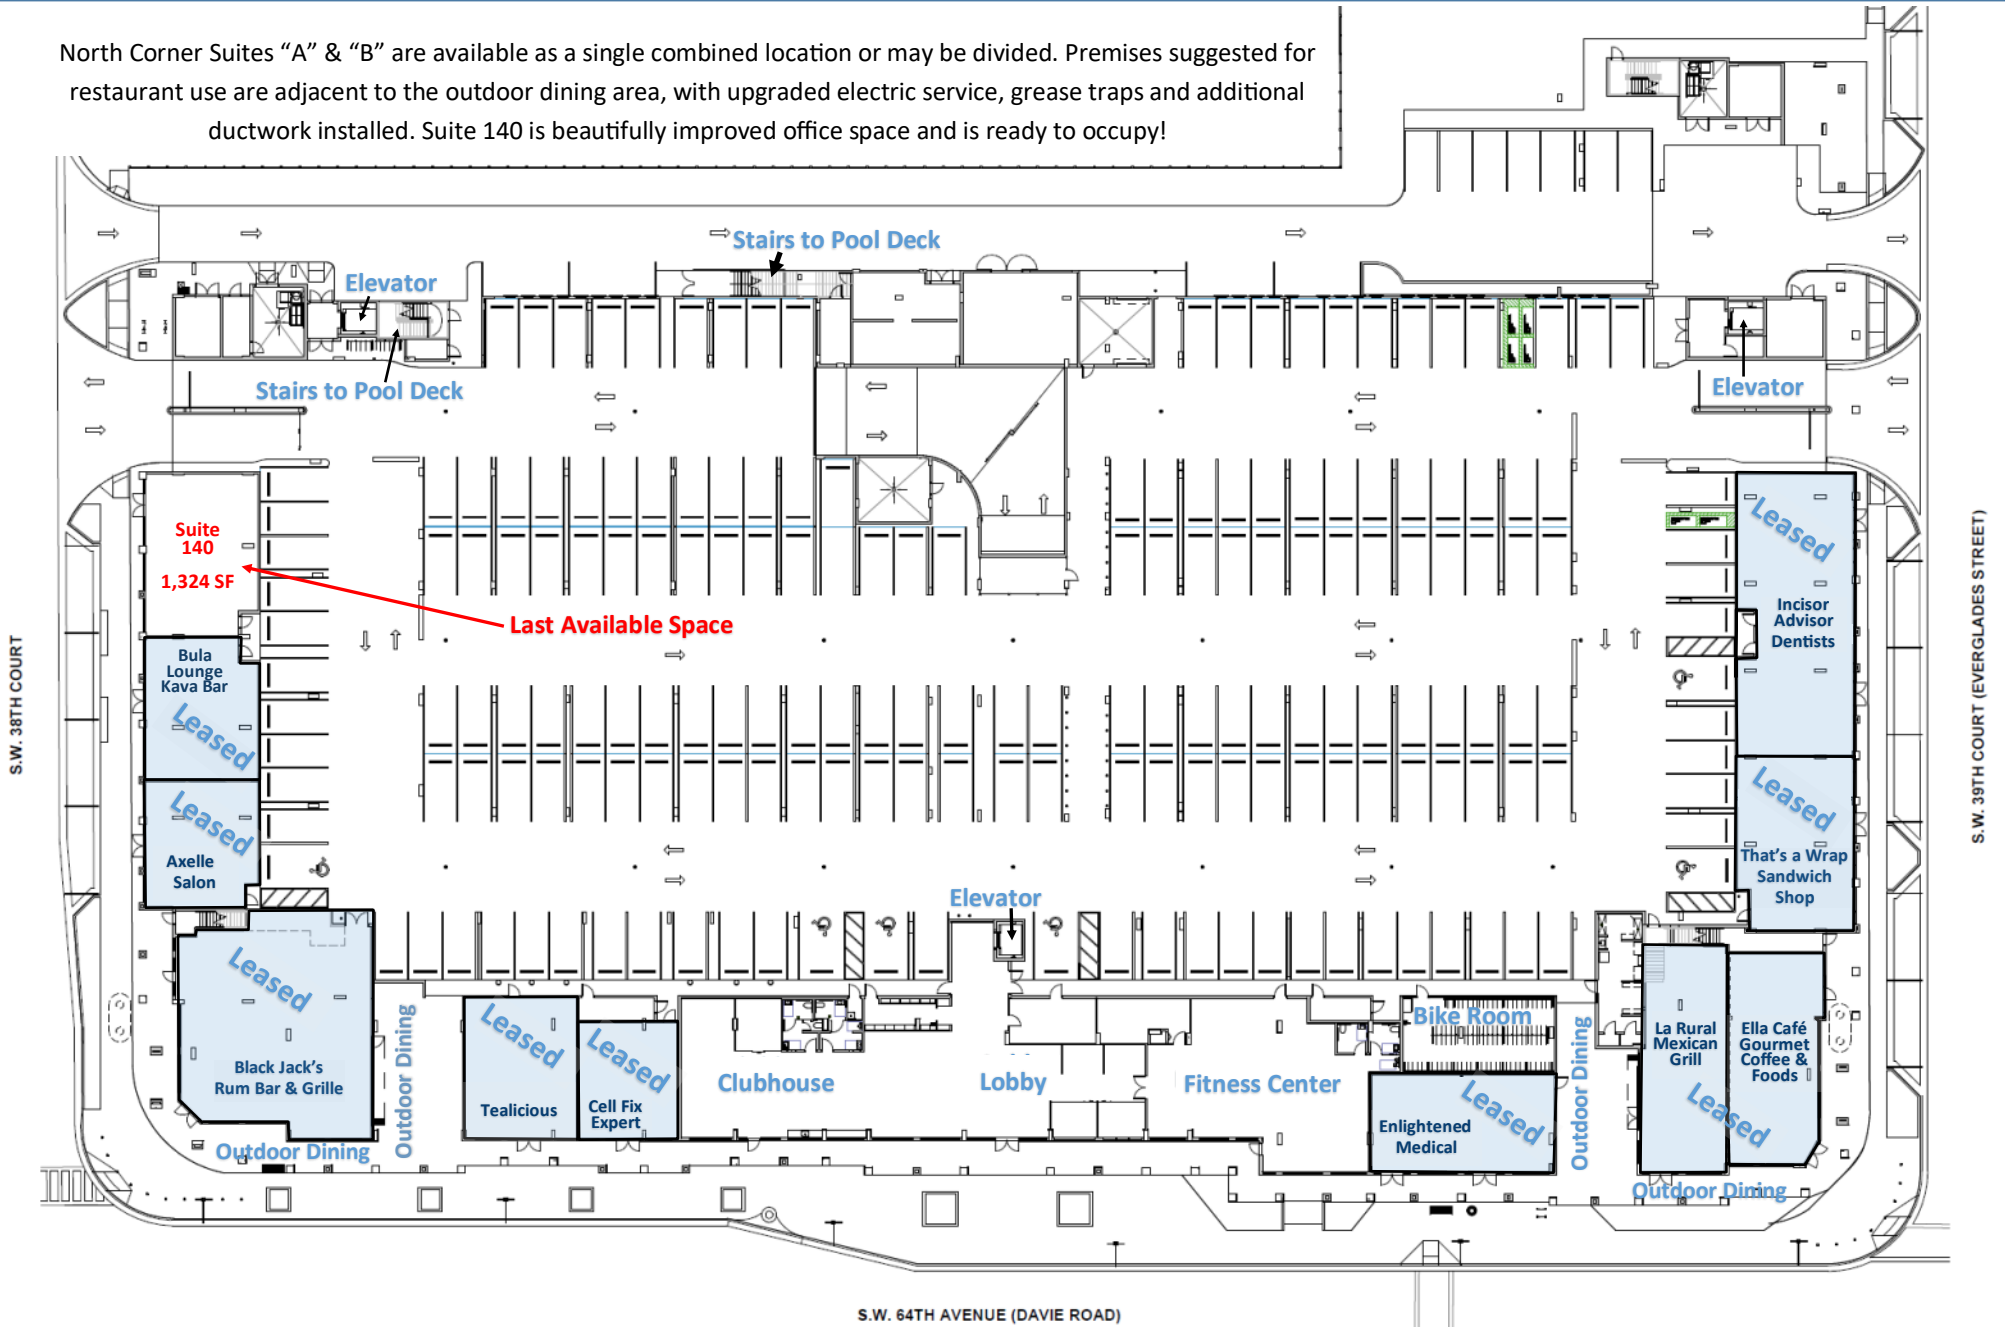 North Corner Suites “A” & “B” are available as a single combined location or may be divided. Premises suggested for
restaurant use are adjacent to the outdoor dining area, with upgraded electric service, grease traps and additional
ductwork installed. Suite 140 is beautifully improved office space and is ready to occupy!
Stairs to Pool Deck
Elevator
Stairs to Pool Deck
Elevator
Suite
140
1,324 SF
Last Available Space
Leased
Incisor
Advisor
Dentists
Bula
Lounge
Kava Bar
Leased
Leased
Axelle
Salon
Leased
That’s a Wrap
Sandwich
Shop
S.W. 38TH COURT
S.W. 39TH COURT (EVERGLADES STREET)
Elevator
Leased
Black Jack’s
Rum Bar & Grille
Outdoor Dining
Outdoor Dining
Leased
Tealicious
Leased
Cell Fix
Expert
Clubhouse
Lobby
Fitness Center
Bike Room
Enlightened
Medical
Leased
Outdoor Dining
La Rural
Mexican
Grill
Ella Café
Gourmet
Coffee &
Foods
Leased
Outdoor Dining
S.W. 64TH AVENUE (DAVIE ROAD)